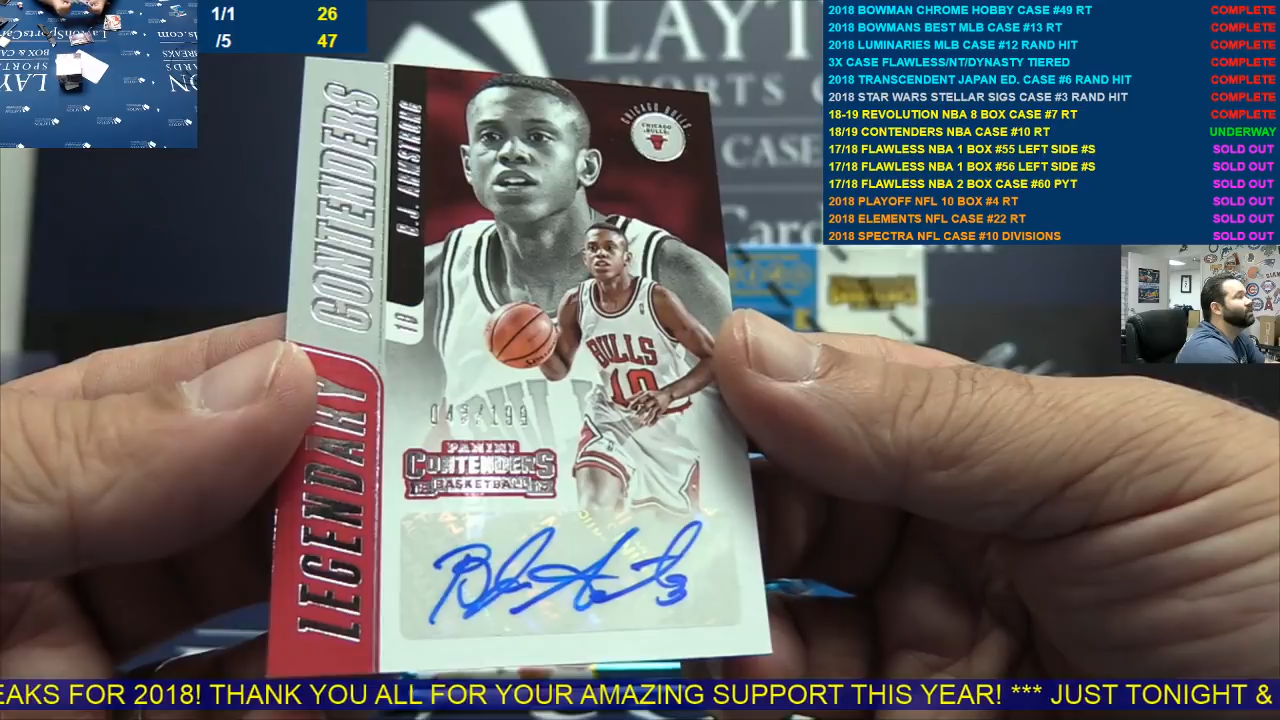 1/1 26
/5 47
2018 BOWMAN CHROME HOBBY CASE #49 RT COMPLETE
2018 BOWMANS BEST MLB CASE #13 RT COMPLETE
2018 LUMINARIES MLB CASE #12 RAND HIT COMPLETE
3X CASE FLAWLESS/NT/DYNASTY TIERED COMPLETE
2018 TRANSCENDENT JAPAN ED. CASE #6 RAND HIT COMPLETE
2018 STAR WARS STELLAR SIGS CASE #3 RAND HIT COMPLETE
18-19 REVOLUTION NBA 8 BOX CASE #7 RT COMPLETE
18/19 CONTENDERS NBA CASE #10 RT UNDERWAY
17/18 FLAWLESS NBA 1 BOX #55 LEFT SIDE #S SOLD OUT
17/18 FLAWLESS NBA 1 BOX #56 LEFT SIDE #S SOLD OUT
17/18 FLAWLESS NBA 2 BOX CASE #60 PYT SOLD OUT
2018 PLAYOFF NFL 10 BOX #4 RT SOLD OUT
2018 ELEMENTS NFL CASE #22 RT SOLD OUT
2018 SPECTRA NFL CASE #10 DIVISIONS SOLD OUT
LAYT
SPORTS C
CASE
Car
CONTENDERS
LEGENDARY
B.J. ARMSTRONG
10
CHICAGO BULLS
CHICAGO BULLS
BULLS
10
PANINI
CONTENDERS
BASKETBALL
EAKS FOR 2018! THANK YOU ALL FOR YOUR AMAZING SUPPORT THIS YEAR! *** JUST TONIGHT &